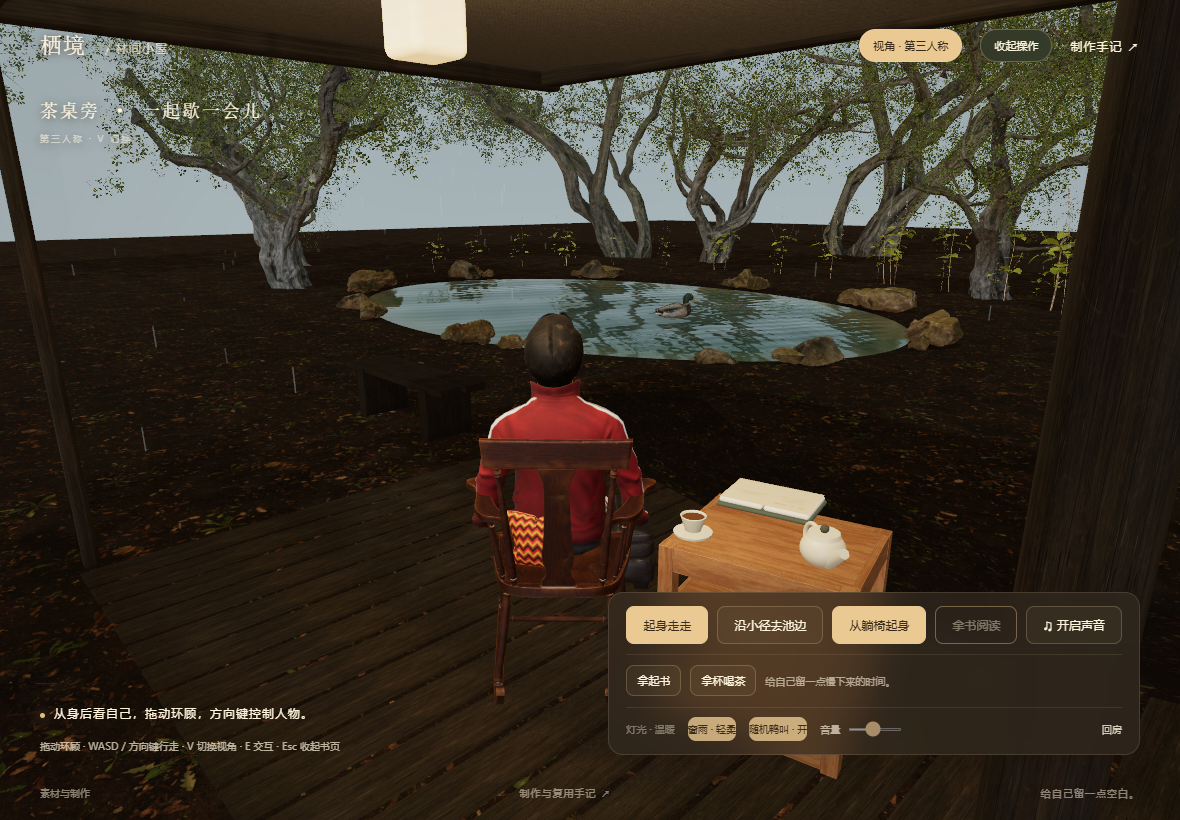 栖境 / 林间小屋
视角 · 第三人称
收起操作
制作手记 ↗
茶桌旁 · 一起歇一会儿
第三人称 · V 切换
起身走走
沿小径去池边
从躺椅起身
拿书阅读
♫ 开启声音
拿起书
拿杯喝茶
给自己留一点慢下来的时间。
灯光 · 温暖
窗雨 · 轻柔
随机鸭叫 · 开
音量
回房
从身后看自己，拖动环顾，方向键控制人物。
拖动环顾 · WASD / 方向键行走 · V 切换视角 · E 交互 · Esc 收起书页
素材与制作
制作与复用手记 ↗
给自己留一点空白。